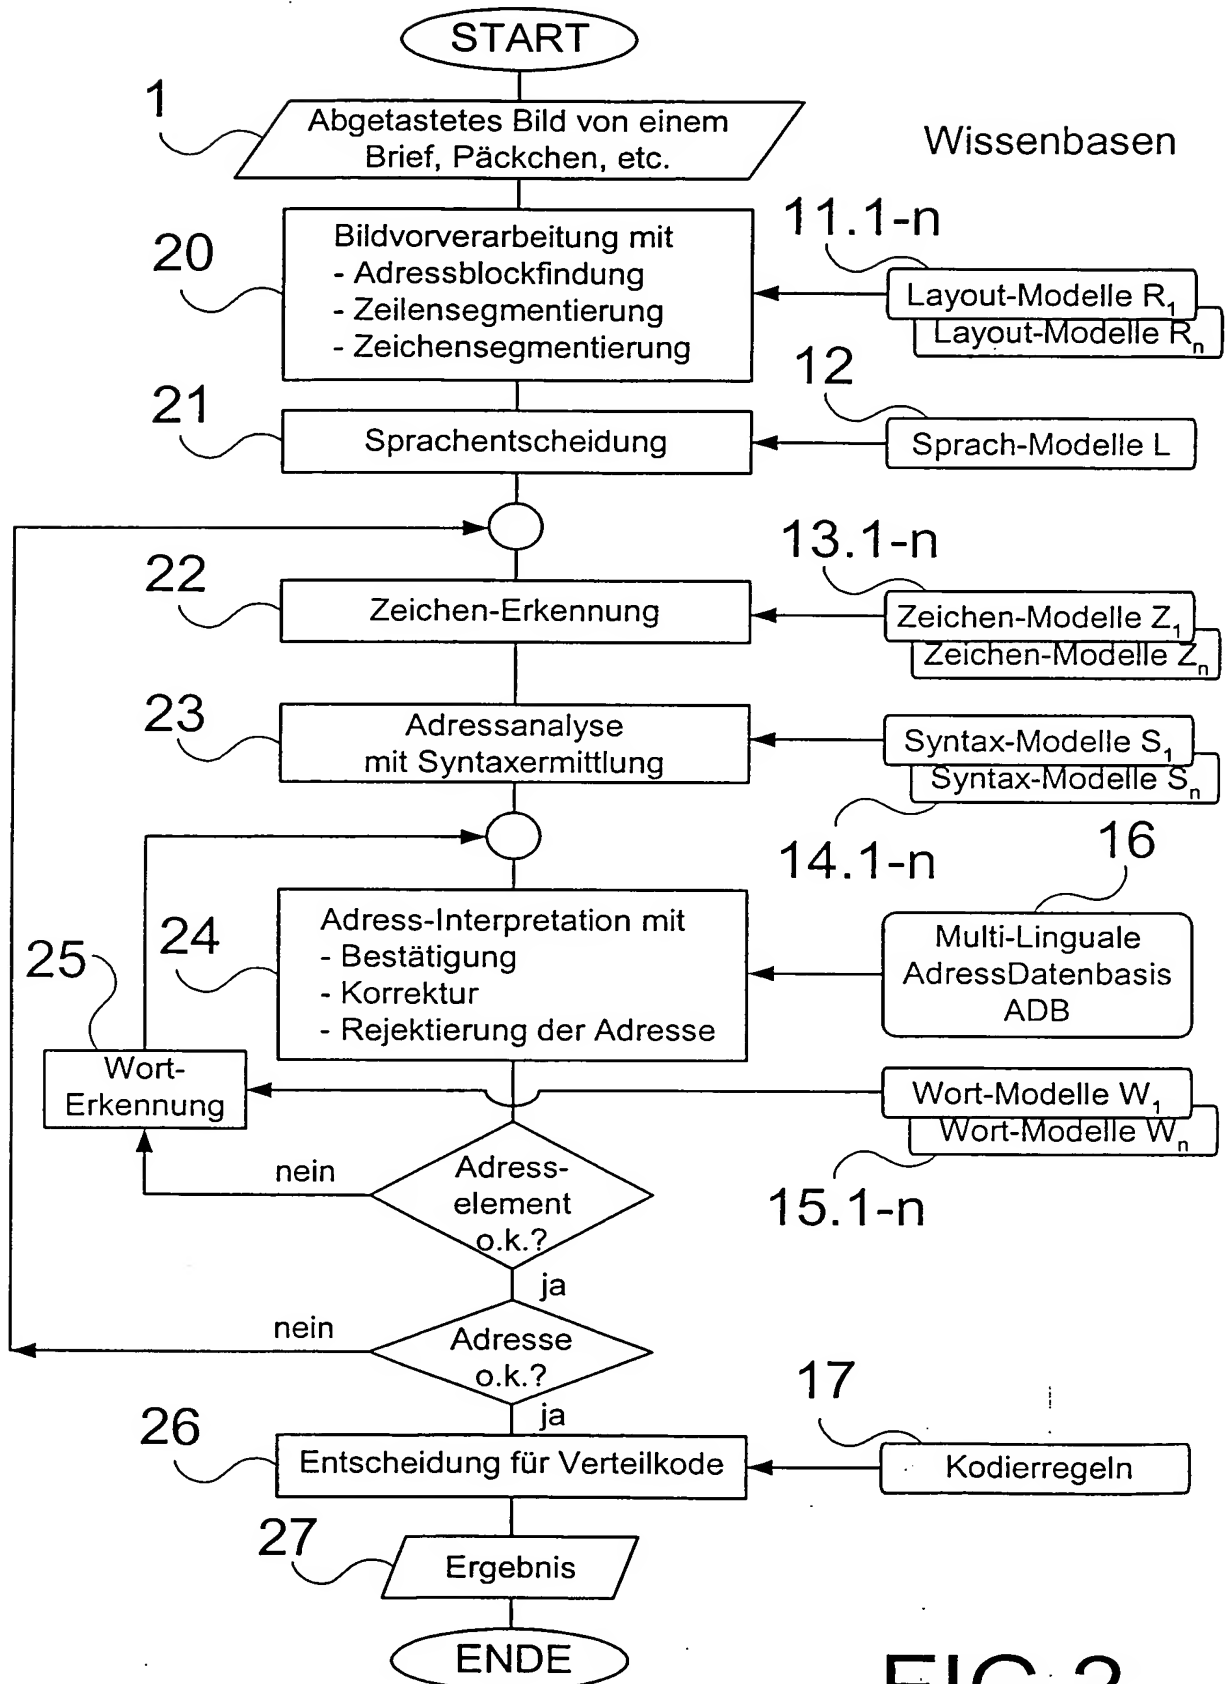 START
1
Abgetastetes Bild von einem
Brief, Päckchen, etc.
Wissenbasen
20
Bildvorverarbeitung mit
- Adressblockfindung
- Zeilensegmentierung
- Zeichensegmentierung
11.1-n
Layout-Modelle R1
Layout-Modelle Rn
21
Sprachentscheidung
12
Sprach-Modelle L
22
Zeichen-Erkennung
13.1-n
Zeichen-Modelle Z1
Zeichen-Modelle Zn
23
Adressanalyse
mit Syntaxermittlung
Syntax-Modelle S1
Syntax-Modelle Sn
14.1-n
16
24
Adress-Interpretation mit
- Bestätigung
- Korrektur
- Rejektierung der Adresse
Multi-Linguale
AdressDatenbasis
ADB
25
Wort-
Erkennung
Wort-Modelle W1
Wort-Modelle Wn
15.1-n
nein
Adress-
element
o.k.?
ja
nein
Adresse
o.k.?
ja
17
26
Entscheidung für Verteilkode
Kodierregeln
27
Ergebnis
ENDE
FIG 2